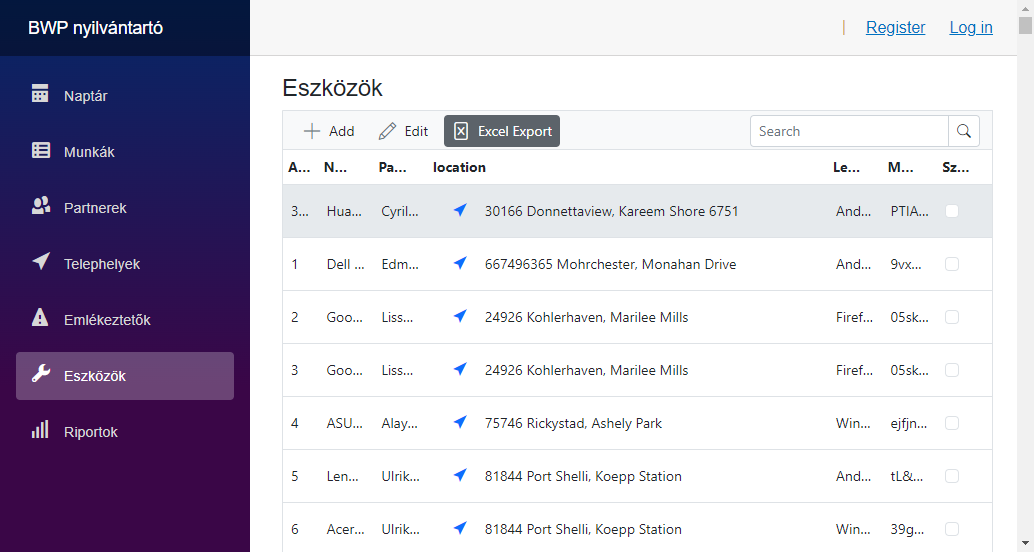 BWP nyilvántartó
| Register Log in
Naptár
Munkák
Partnerek
Telephelyek
Emlékeztetők
Eszközök
Riportok
Eszközök
Add Edit Excel Export Search
A... N... Pa... location Le... M... Sz...
3... Hua... Cyril... 30166 Donnettaview, Kareem Shore 6751 And... PTIA...
1 Dell ... Edm... 667496365 Mohrchester, Monahan Drive And... 9vx...
2 Goo... Liss... 24926 Kohlerhaven, Marilee Mills Firef... 05sk...
3 Goo... Liss... 24926 Kohlerhaven, Marilee Mills Firef... 05sk...
4 ASU... Alay... 75746 Rickystad, Ashely Park Win... ejfjn...
5 Len... Ulrik... 81844 Port Shelli, Koepp Station And... tL&...
6 Acer... Ulrik... 81844 Port Shelli, Koepp Station Win... 39g...